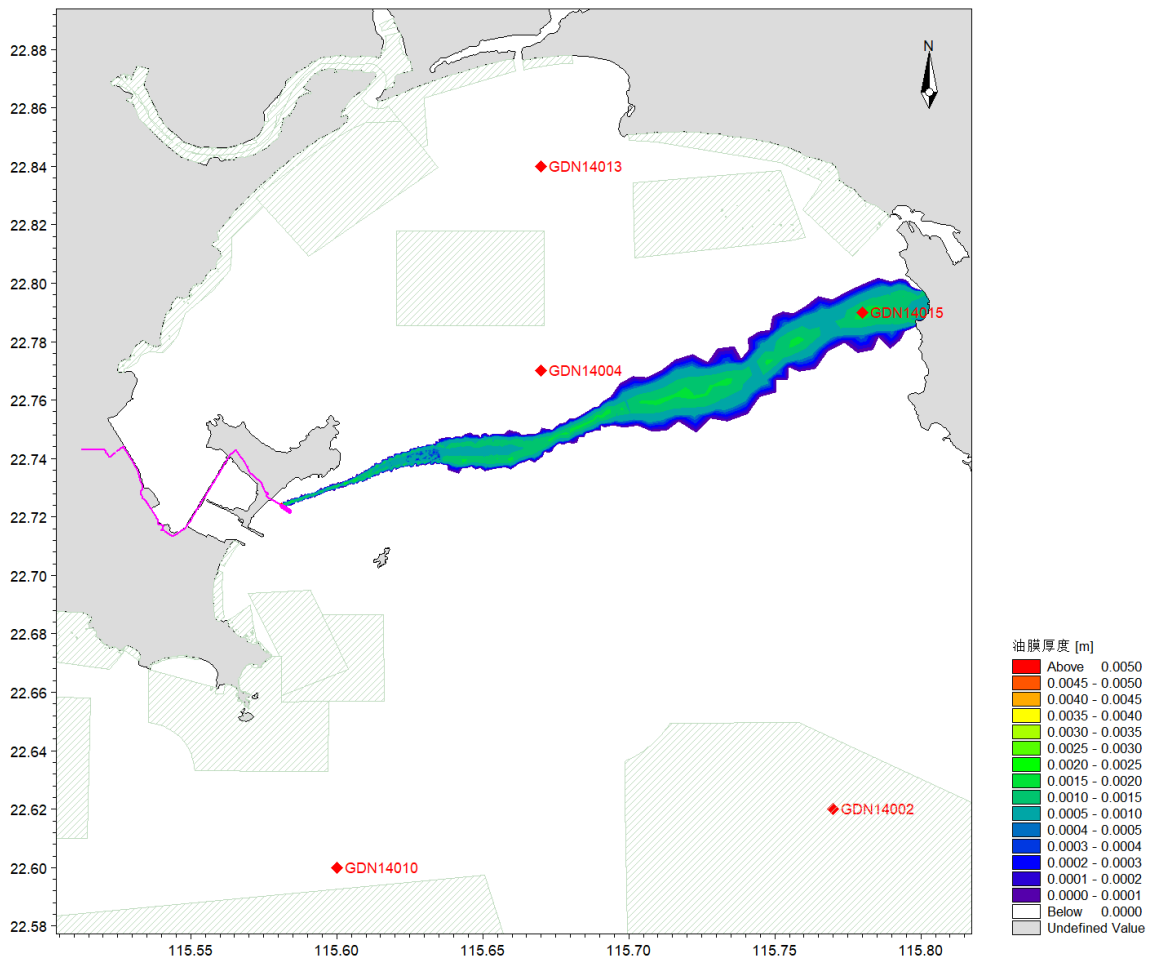 N
22.88
22.86
22.84
22.82
22.80
22.78
22.76
22.74
22.72
22.70
22.68
22.66
22.64
22.62
22.60
22.58
GDN14013
GDN14015
GDN14004
GDN14002
GDN14010
115.55
115.60
115.65
115.70
115.75
115.80
油膜厚度 [m]
Above 0.0050
0.0045 - 0.0050
0.0040 - 0.0045
0.0035 - 0.0040
0.0030 - 0.0035
0.0025 - 0.0030
0.0020 - 0.0025
0.0015 - 0.0020
0.0010 - 0.0015
0.0005 - 0.0010
0.0004 - 0.0005
0.0003 - 0.0004
0.0002 - 0.0003
0.0001 - 0.0002
0.0000 - 0.0001
Below 0.0000
Undefined Value